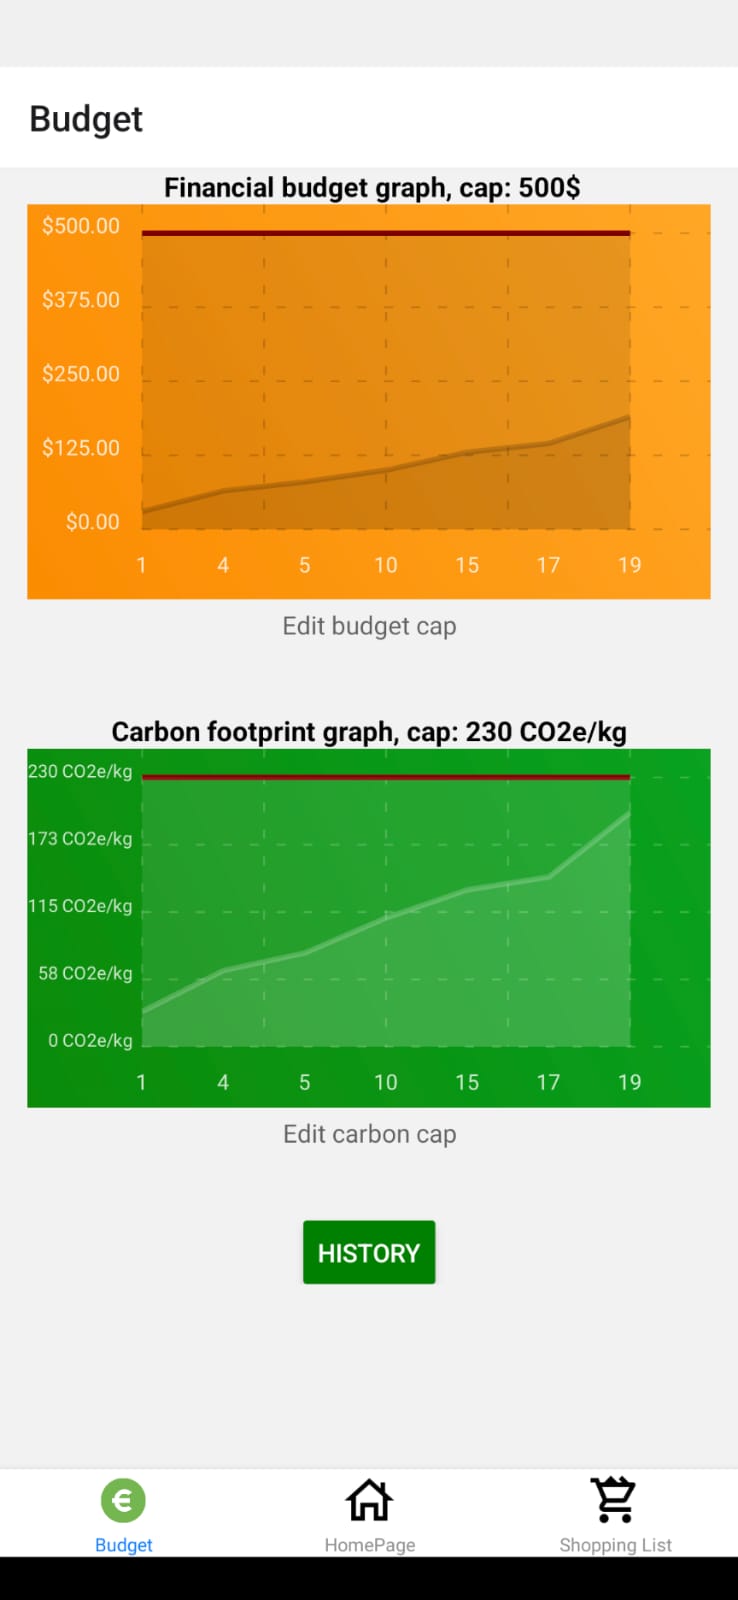 Budget
Financial budget graph, cap: 500$
$500.00
$375.00
$250.00
$125.00
$0.00
1 4 5 10 15 17 19
Edit budget cap
Carbon footprint graph, cap: 230 CO2e/kg
230 CO2e/kg
173 CO2e/kg
115 CO2e/kg
58 CO2e/kg
0 CO2e/kg
1 4 5 10 15 17 19
Edit carbon cap
HISTORY
€
Budget HomePage Shopping List